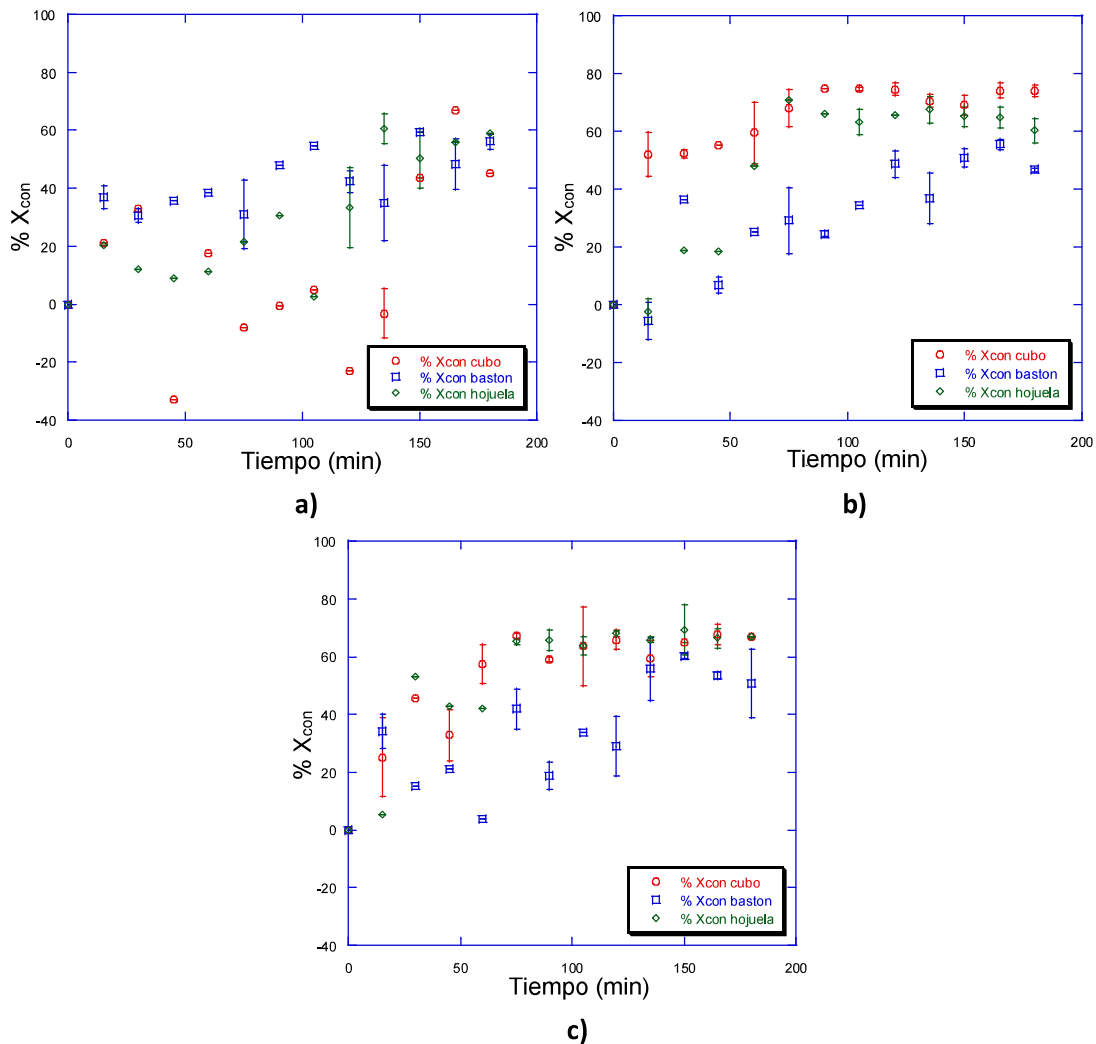 100
80
60
40
20
0
-20
-40
% Xcon
0
50
100
150
200
Tiempo (min)
% Xcon cubo
% Xcon baston
% Xcon hojuela
a)
100
80
60
40
20
0
-20
-40
% Xcon
0
50
100
150
200
Tiempo (min)
% Xcon cubo
% Xcon baston
% Xcon hojuela
b)
100
80
60
40
20
0
-20
-40
% Xcon
0
50
100
150
200
Tiempo (min)
% Xcon cubo
% Xcon baston
% Xcon hojuela
c)